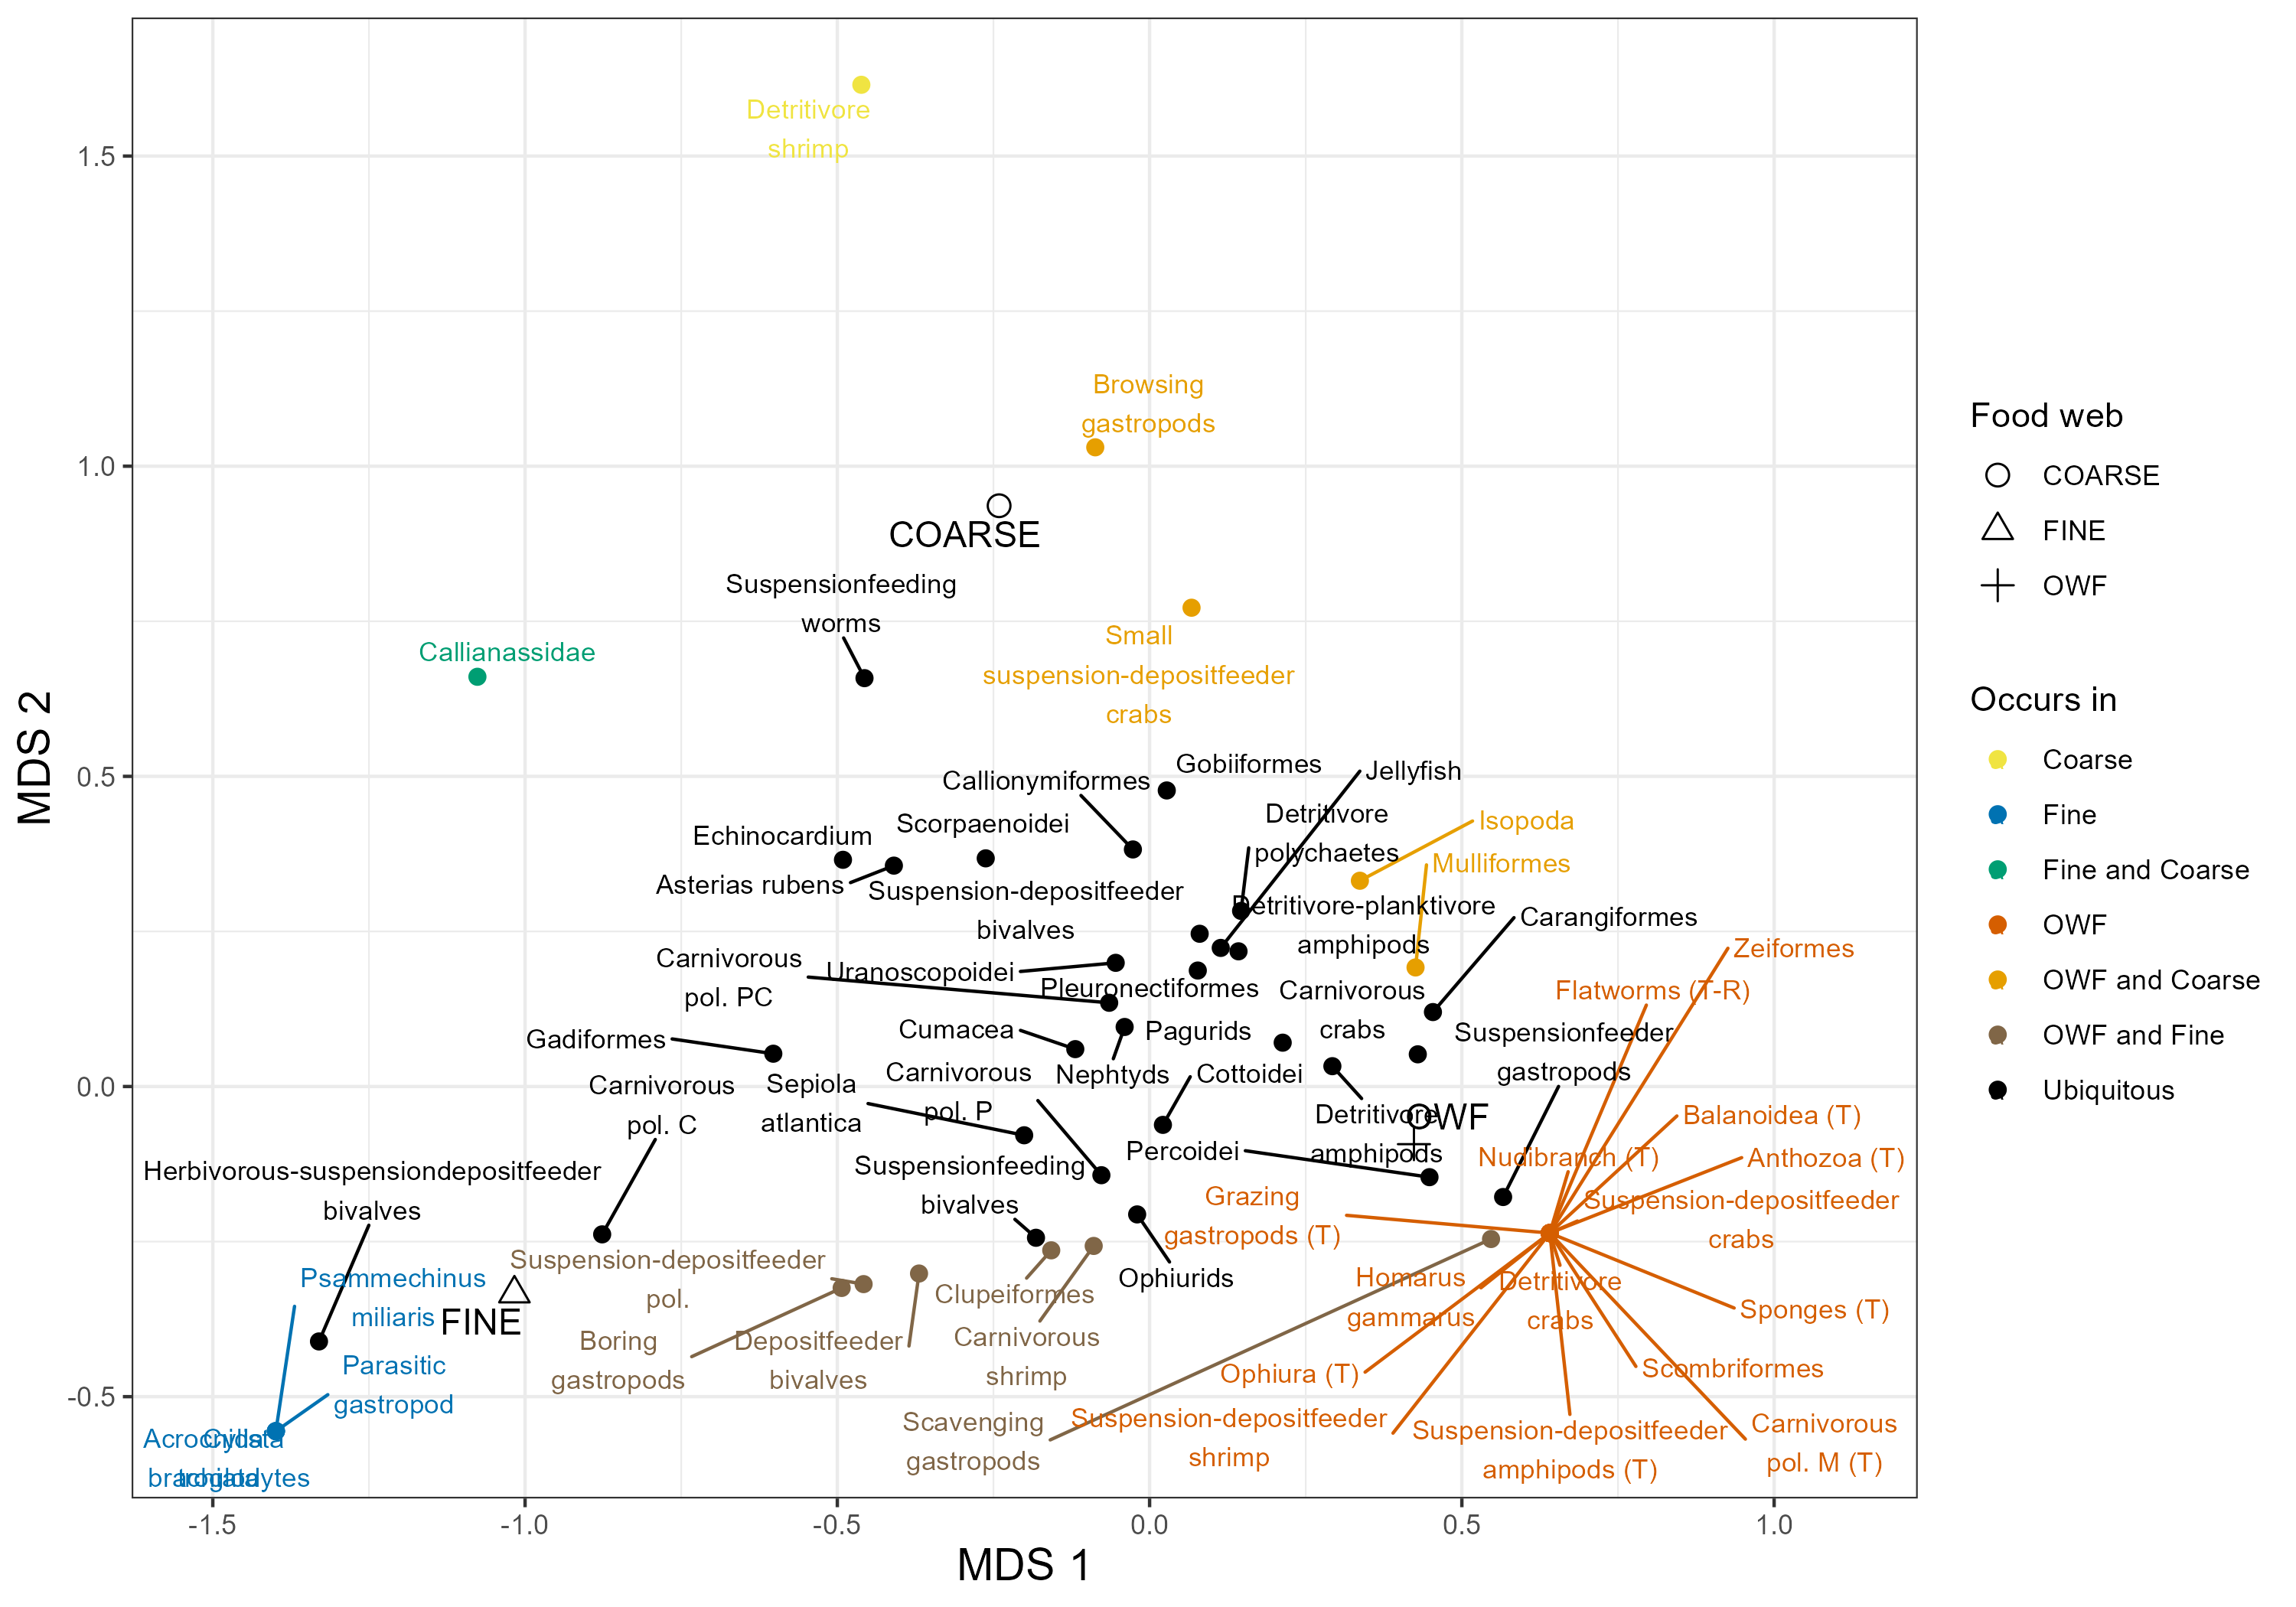 Detritivore
shrimp
1.5
Browsing
gastropods
1.0
COARSE
Suspensionfeeding
worms
Callianassidae
Small
suspension-depositfeeder
crabs
MDS 2
0.5
Gobiiformes
Callionymiformes
Jellyfish
Detritivore
polychaetes
Scorpaenoidei
Echinocardium
Asterias rubens
Isopoda
Mulliformes
Suspension-depositfeeder
bivalves
Detritivore-planktivore
amphipods
Carangiformes
Zeiformes
Carnivorous
pol. PC
Uranoscopoidei
Pleuronectiformes
Carnivorous
crabs
Flatworms (T-R)
Gadiformes
Cumacea
Pagurids
Suspensionfeeder
gastropods
0.0
Carnivorous
pol. C
Sepiola
atlantica
Carnivorous
pol. P
Nephtyds
Cottoidei
Detritivore
amphipods
OWF
Balanoidea (T)
Percoidei
Nudibranch (T)
Anthozoa (T)
Herbivorous-suspensiondepositfeeder
bivalves
Suspensionfeeding
bivalves
Grazing
gastropods (T)
Suspension-depositfeeder
crabs
Suspension-depositfeeder
pol.
Ophiurids
Psammechinus
miliaris
FINE
Clupeiformes
Homarus
gammarus
Detritivore
crabs
Sponges (T)
Boring
gastropods
Depositfeeder
bivalves
Carnivorous
shrimp
Parasitic
gastropod
Ophiura (T)
Scombriformes
-0.5
Scavenging
gastropods
Suspension-depositfeeder
shrimp
Suspension-depositfeeder
amphipods (T)
Carnivorous
pol. M (T)
Acrocnida
brachiata
-1.5
-1.0
-0.5
0.0
0.5
1.0
MDS 1
Food web
COARSE
FINE
OWF
Occurs in
Coarse
Fine
Fine and Coarse
OWF
OWF and Coarse
OWF and Fine
Ubiquitous